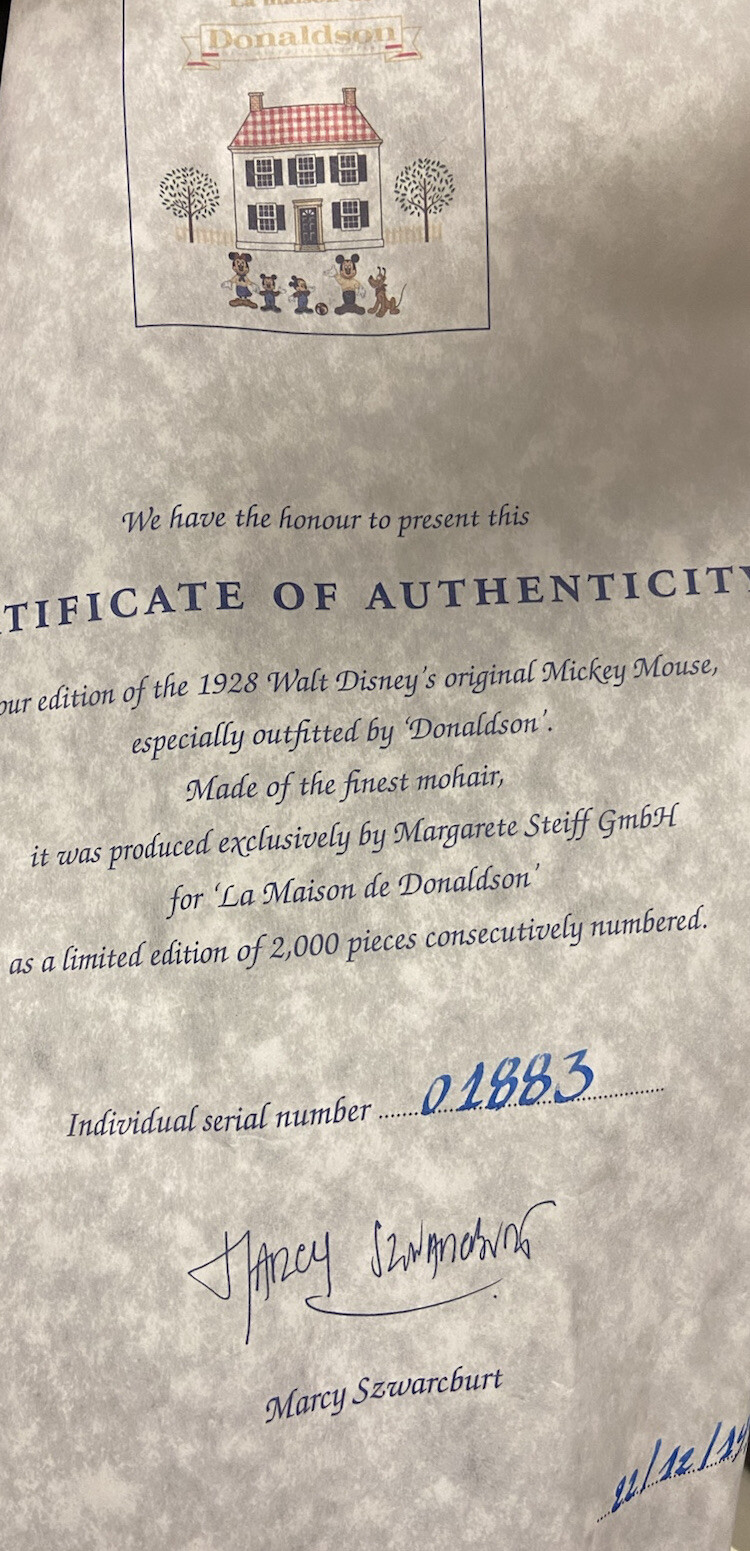 Donaldson
We have the honour to present this
TIFICATE OF AUTHENTICITY
our edition of the 1928 Walt Disney's original Mickey Mouse,
especially outfitted by 'Donaldson'.
Made of the finest mohair,
it was produced exclusively by Margarete Steiff GmbH
for 'La Maison de Donaldson'
as a limited edition of 2,000 pieces consecutively numbered.
Individual serial number ......01883......
Marcy Szwarcburt
Marcy Szwarcburt